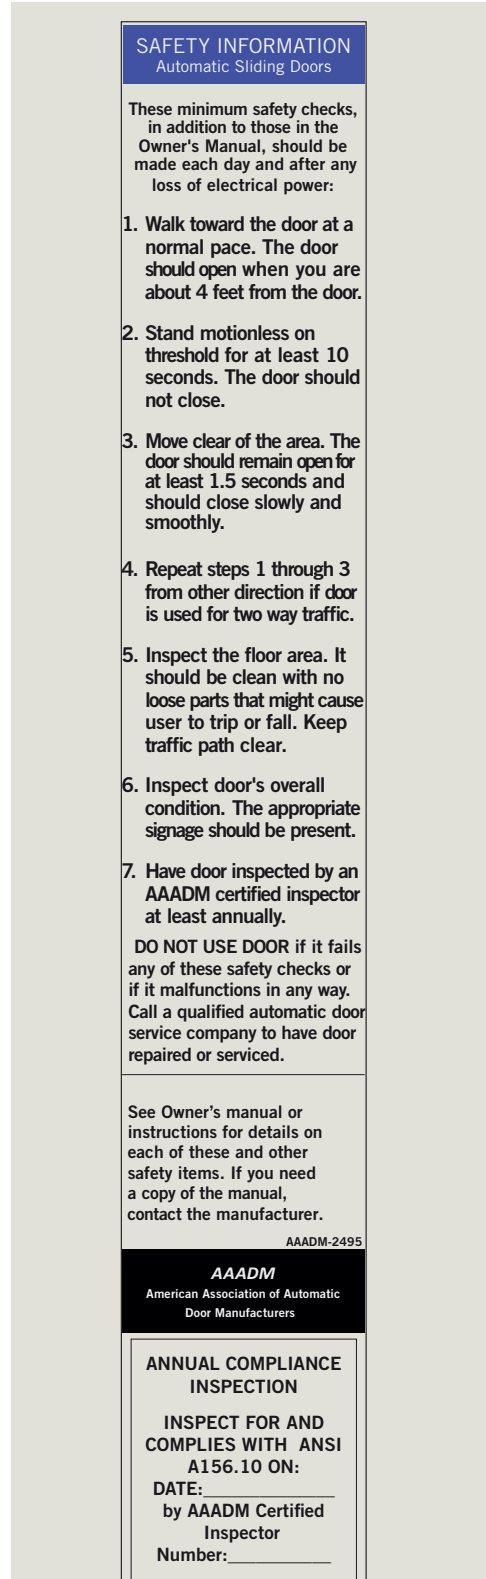 SAFETY INFORMATION
Automatic Sliding Doors
These minimum safety checks,
in addition to those in the
Owner's Manual, should be
made each day and after any
loss of electrical power:
1. Walk toward the door at a
normal pace. The door
should open when you are
about 4 feet from the door.
2. Stand motionless on
threshold for at least 10
seconds. The door should
not close.
3. Move clear of the area. The
door should remain open for
at least 1.5 seconds and
should close slowly and
smoothly.
4. Repeat steps 1 through 3
from other direction if door
is used for two way traffic.
5. Inspect the floor area. It
should be clean with no
loose parts that might cause
user to trip or fall. Keep
traffic path clear.
6. Inspect door's overall
condition. The appropriate
signage should be present.
7. Have door inspected by an
AAADM certified inspector
at least annually.
DO NOT USE DOOR if it fails
any of these safety checks or
if it malfunctions in any way.
Call a qualified automatic door
service company to have door
repaired or serviced.
See Owner's manual or
instructions for details on
each of these and other
safety items. If you need
a copy of the manual,
contact the manufacturer.
AAADM-2495
AAADM
American Association of Automatic
Door Manufacturers
ANNUAL COMPLIANCE
INSPECTION
INSPECT FOR AND
COMPLIES WITH ANSI
A156.10 ON:
DATE:______________
by AAADM Certified
Inspector
Number:___________